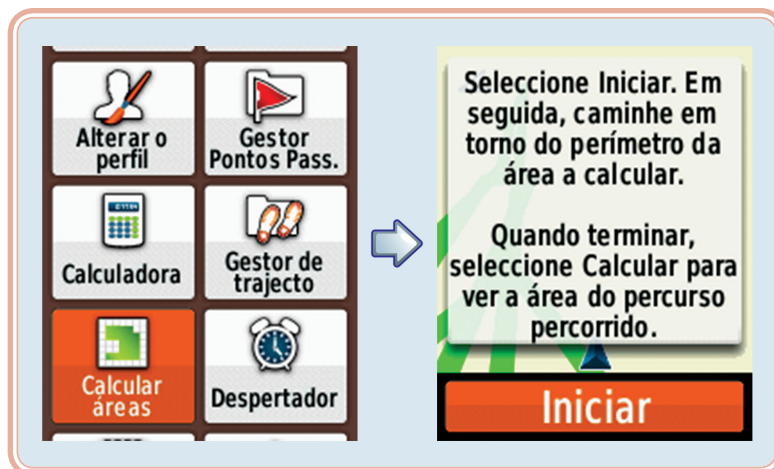 Alterar o
perfil
Gestor
Pontos Pass.
Calculadora
Gestor de
trajecto
Calcular
áreas
Despertador
Seleccione Iniciar. Em
seguida, caminhe em
torno do perímetro da
área a calcular.
Quando terminar,
seleccione Calcular para
ver a área do percurso
percorrido.
Iniciar